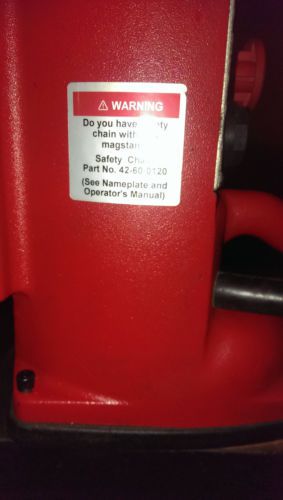 ⚠ WARNING
Do you have
chain with
Safety
Part No. 42-60-0120
(See Nameplate and
Operator's Manual)